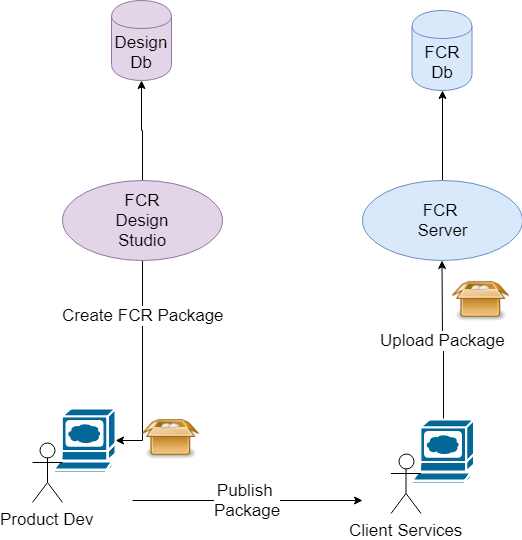 Design
Db
FCR
Db
FCR
Design
Studio
FCR
Server
Create FCR Package
Upload Package
Publish
Package
Product Dev
Client Services